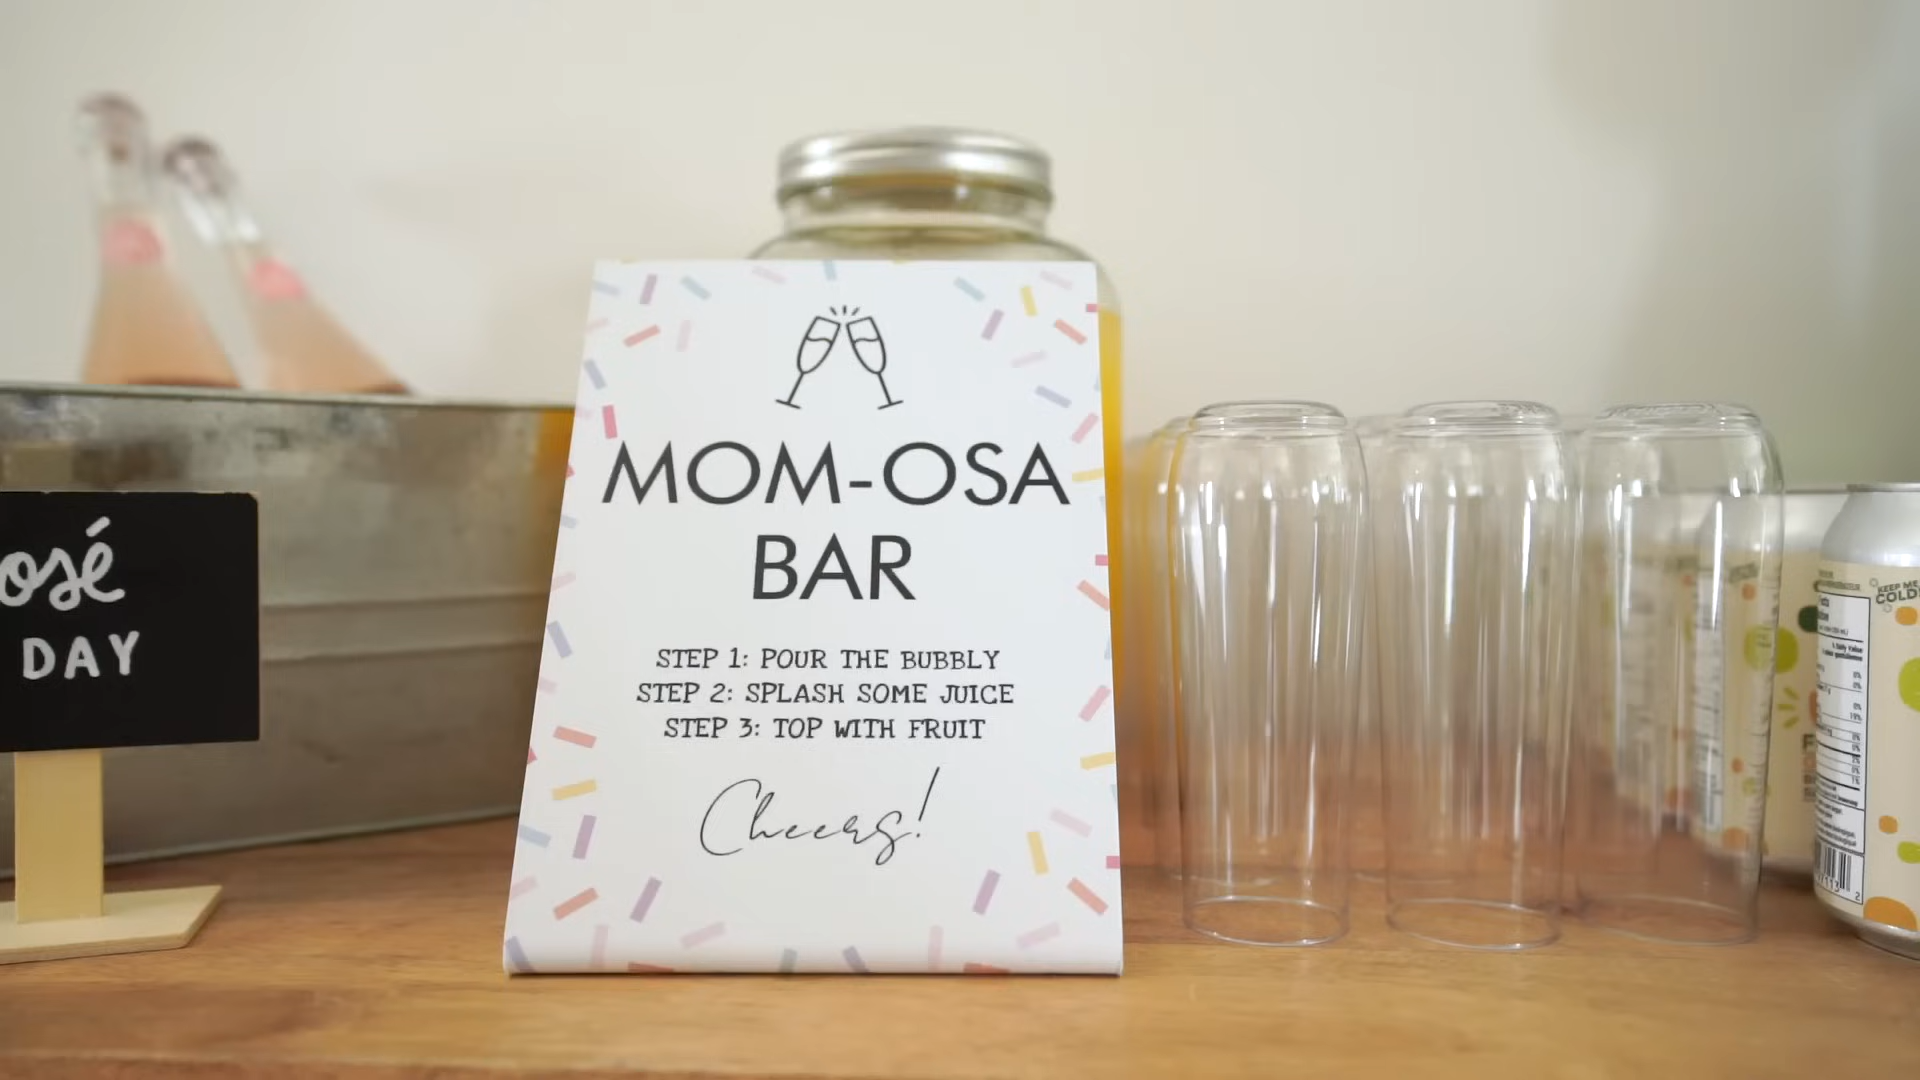 osé
DAY
MOM-OSA
BAR
STEP 1: POUR THE BUBBLY
STEP 2: SPLASH SOME JUICE
STEP 3: TOP WITH FRUIT
Cheers!
KEEP ME
COLD